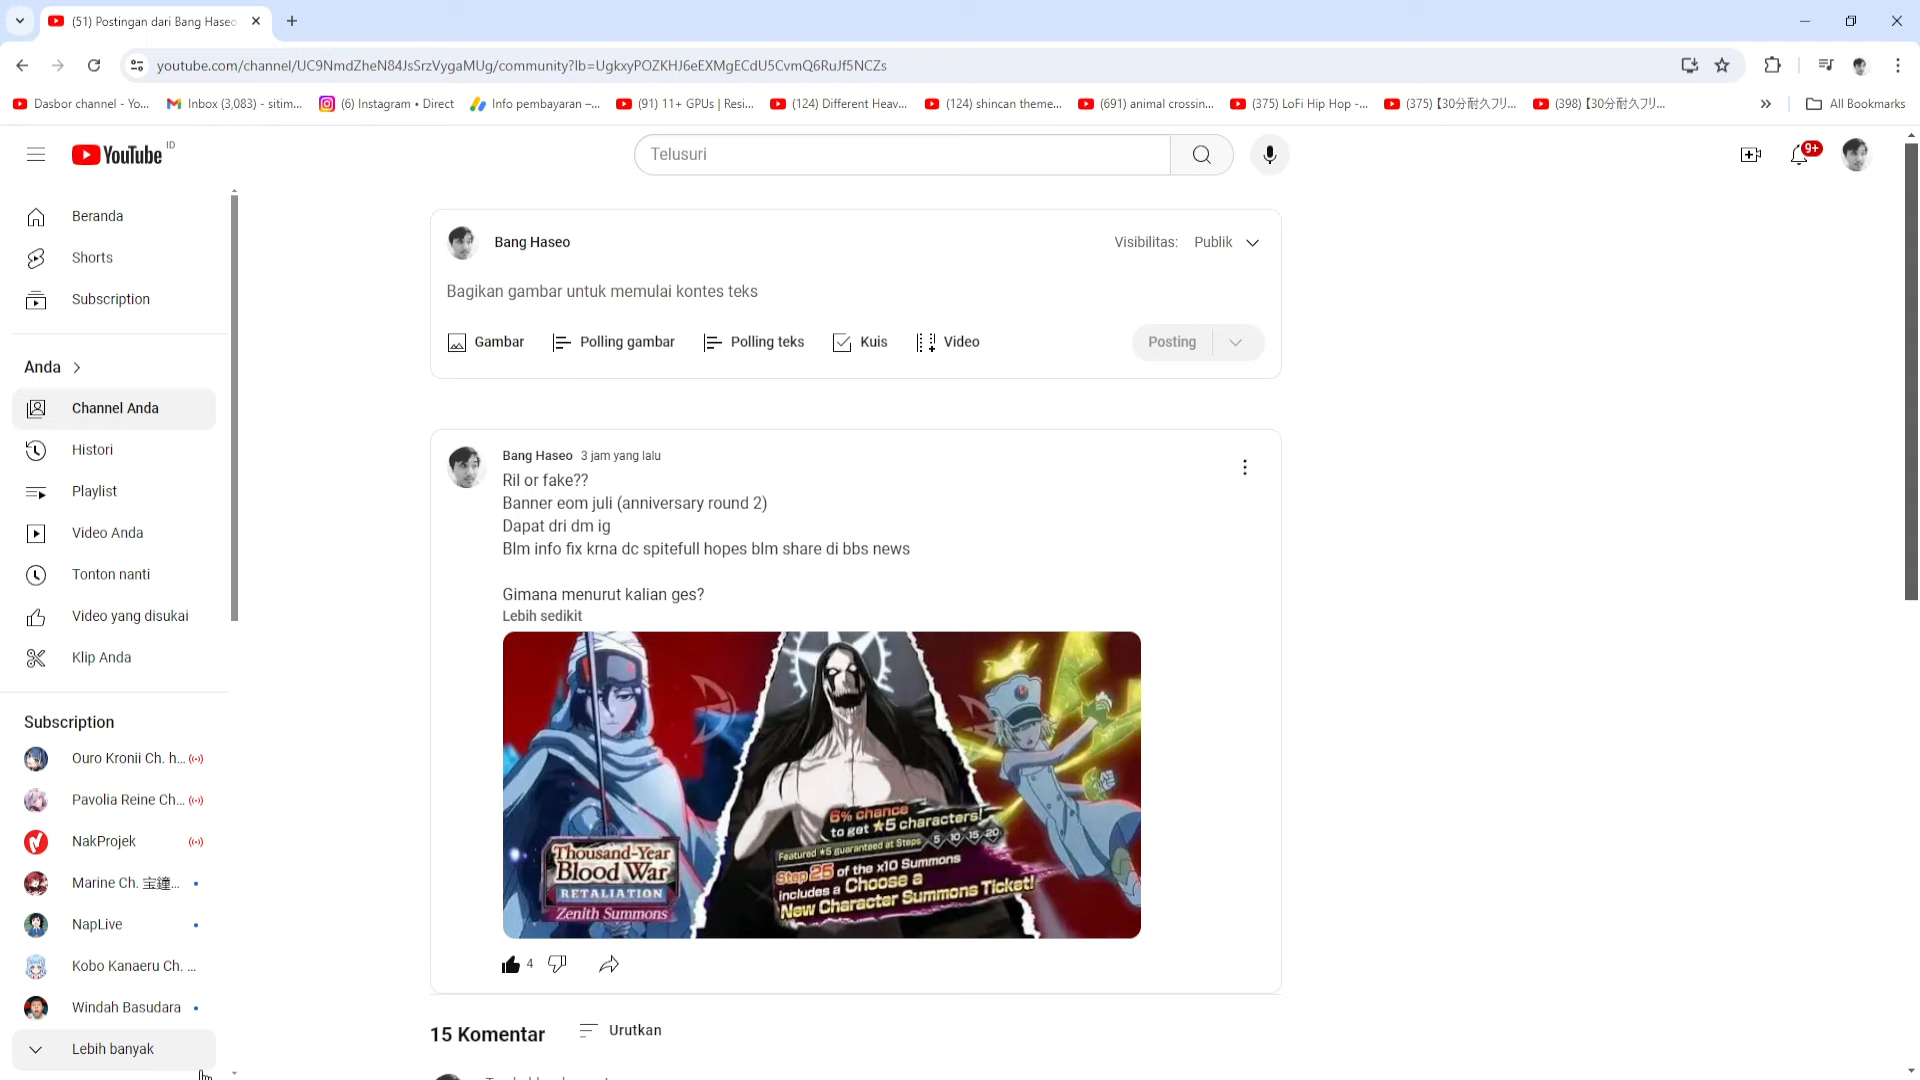 (51) Postingan dari Bang Haseo
youtube.com/channel/UC9NmdZheN84JsSrzVygaMUg/community?lb=UgkxyPOZKHJ6eEXMgECdU5CvmQ6RuJf5NCZs
Dasbor channel - Yo...
Inbox (3,083) - sitim...
(6) Instagram • Direct
Info pembayaran –...
(91) 11+ GPUs | Resi...
(124) Different Heav...
(124) shincan theme...
(691) animal crossin...
(375) LoFi Hip Hop -...
(375) 【30分耐久フリ...
(398) 【30分耐久フリ...
All Bookmarks
YouTube ID
Telusuri
9+
Beranda
Shorts
Subscription
Anda
Channel Anda
Histori
Playlist
Video Anda
Tonton nanti
Video yang disukai
Klip Anda
Subscription
Ouro Kronii Ch. h...
Pavolia Reine Ch...
NakProjek
Marine Ch. 宝鐘...
NapLive
Kobo Kanaeru Ch. ...
Windah Basudara
Lebih banyak
Bang Haseo
Visibilitas: Publik
Bagikan gambar untuk memulai kontes teks
Gambar
Polling gambar
Polling teks
Kuis
Video
Posting
Bang Haseo 3 jam yang lalu
Ril or fake??
Banner eom juli (anniversary round 2)
Dapat dri dm ig
Blm info fix krna dc spitefull hopes blm share di bbs news
Gimana menurut kalian ges?
Lebih sedikit
Thousand-Year
Blood War
RETALIATION
Zenith Summons
6% chance
to get ★5 characters!
Featured ★5 guaranteed at Steps 5 10 15 20
Step 25 of the x10 Summons
includes a Choose a
New Character Summons Ticket!
4
15 Komentar
Urutkan